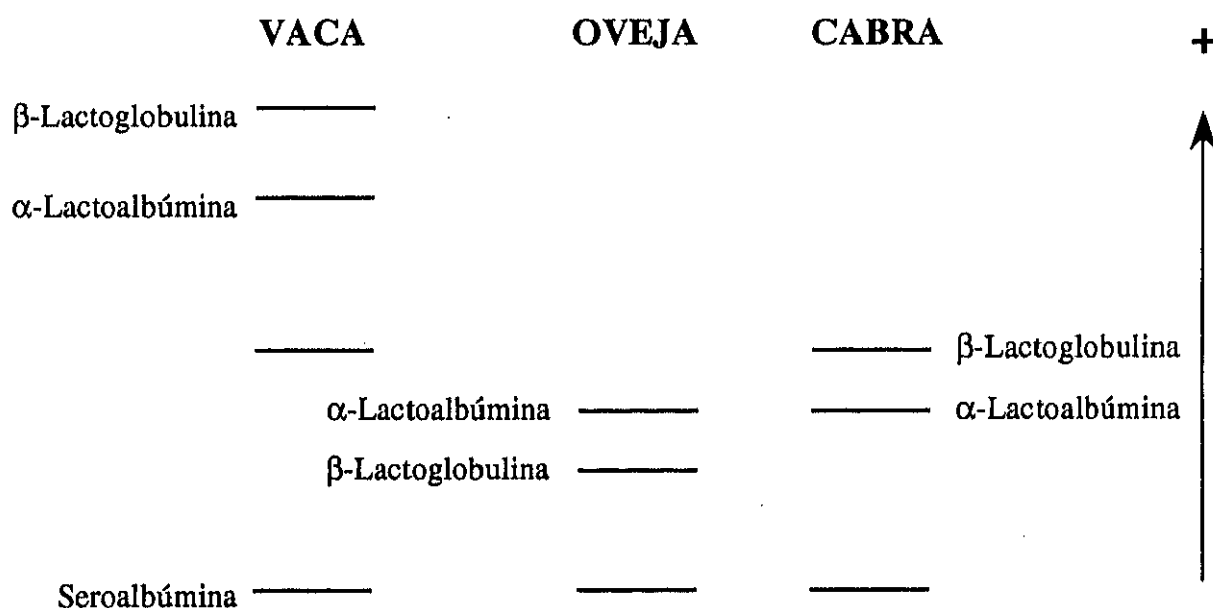 VACA OVEJA CABRA +
β-Lactoglobulina
α-Lactoalbúmina
β-Lactoglobulina
α-Lactoalbúmina α-Lactoalbúmina
β-Lactoglobulina
Seroalbúmina